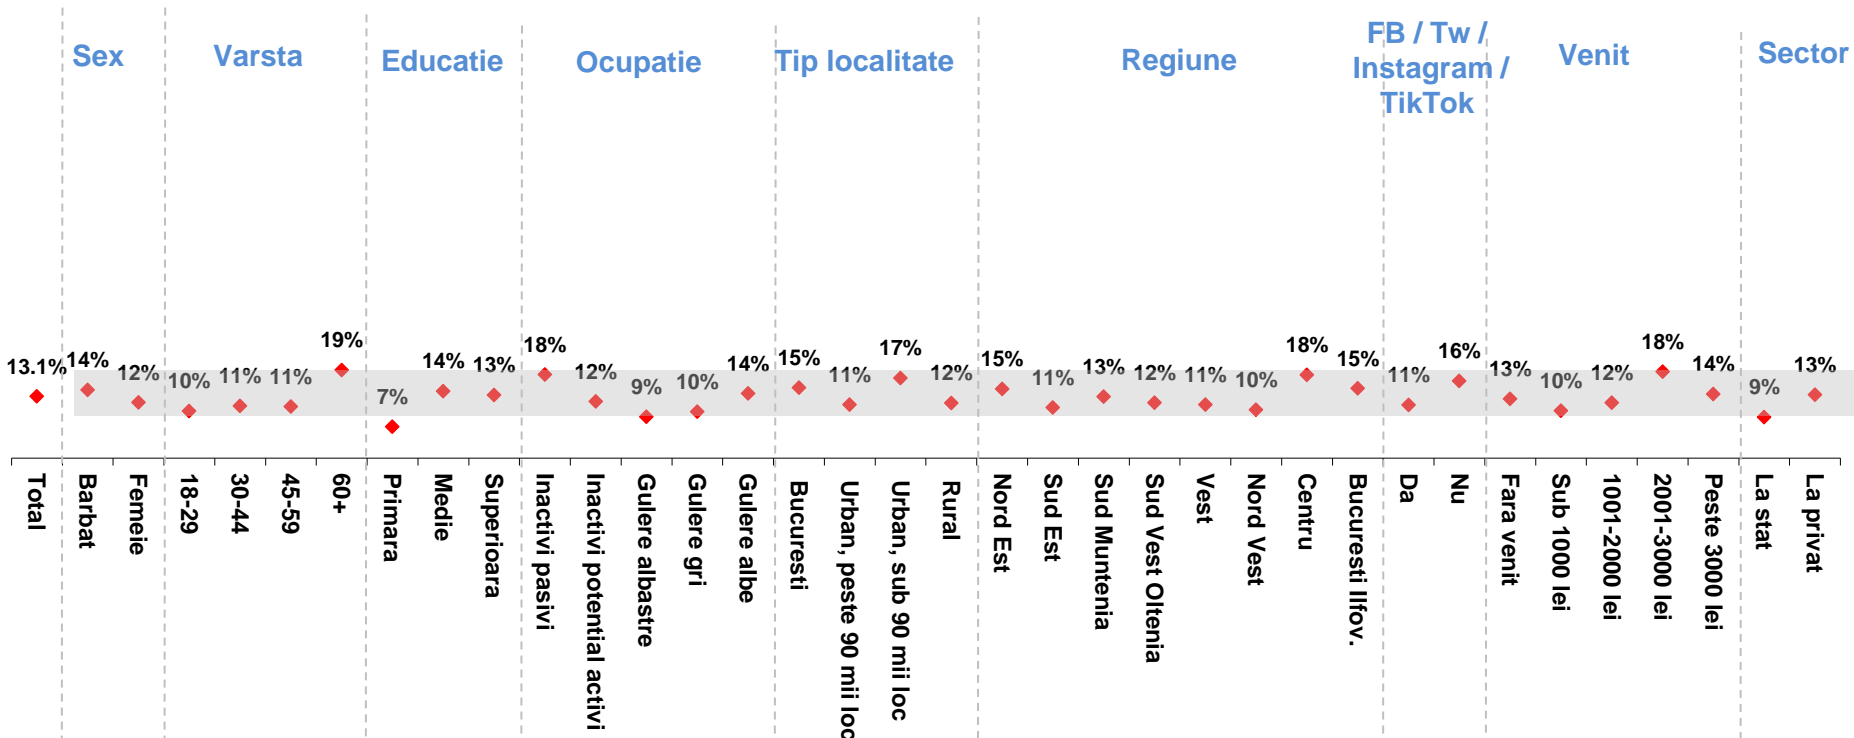 Sex
Varsta
Educatie
Ocupatie
Tip localitate
Regiune
FB / Tw /
Instagram /
TikTok
Venit
Sector
13.1%
14%
12%
10%
11%
11%
19%
7%
14%
13%
18%
12%
9%
10%
14%
15%
11%
17%
12%
15%
11%
13%
12%
11%
10%
18%
15%
11%
16%
13%
10%
12%
18%
14%
9%
13%
Total
Barbat
Femeie
18-29
30-44
45-59
60+
Primara
Medie
Superioara
Inactivi pasivi
Inactivi potential activi
Gulere albastre
Gulere gri
Gulere albe
Bucuresti
Urban, peste 90 mii loc
Urban, sub 90 mii loc
Rural
Nord Est
Sud Est
Sud Muntenia
Sud Vest Oltenia
Vest
Nord Vest
Centru
Bucuresti Ilfov.
Da
Nu
Fara venit
Sub 1000 lei
1001-2000 lei
2001-3000 lei
Peste 3000 lei
La stat
La privat